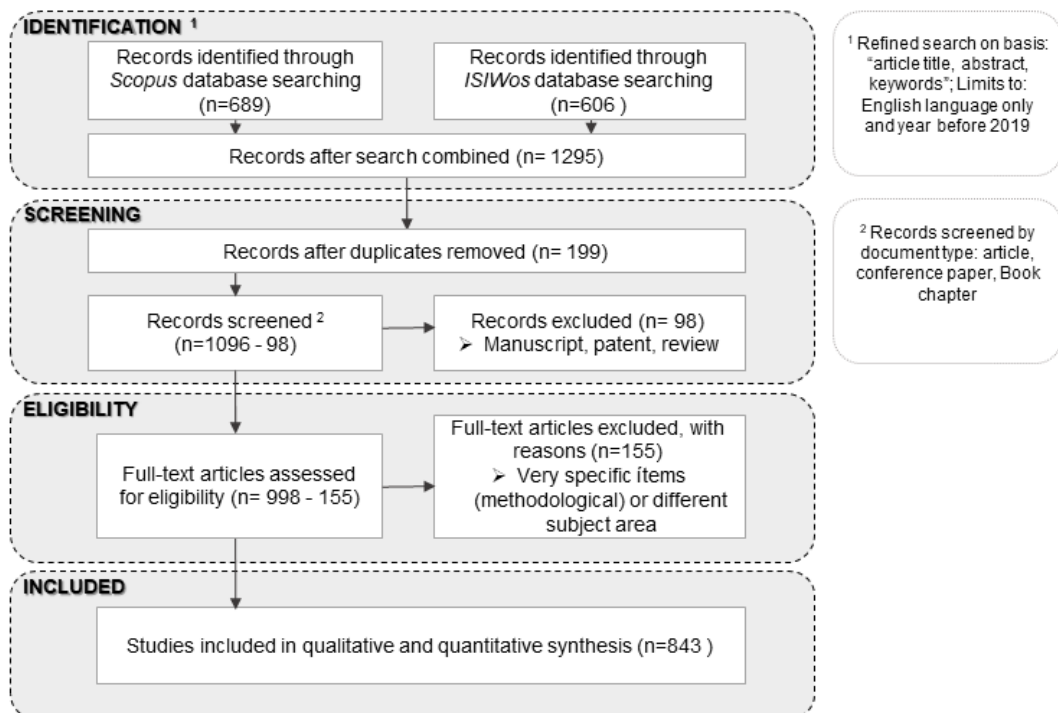 IDENTIFICATION 1
Records identified through
Scopus database searching
(n=689)
Records identified through
ISIWos database searching
(n=606 )
Records after search combined (n= 1295)
1 Refined search on basis:
“article title, abstract,
keywords”; Limits to:
English language only
and year before 2019
SCREENING
Records after duplicates removed (n= 199)
Records screened 2
(n=1096 - 98)
Records excluded (n= 98)
➢ Manuscript, patent, review
2 Records screened by
document type: article,
conference paper, Book
chapter
ELIGIBILITY
Full-text articles assessed
for eligibility (n= 998 - 155)
Full-text articles excluded, with
reasons (n=155)
➢ Very specific ítems
(methodological) or different
subject area
INCLUDED
Studies included in qualitative and quantitative synthesis (n=843 )